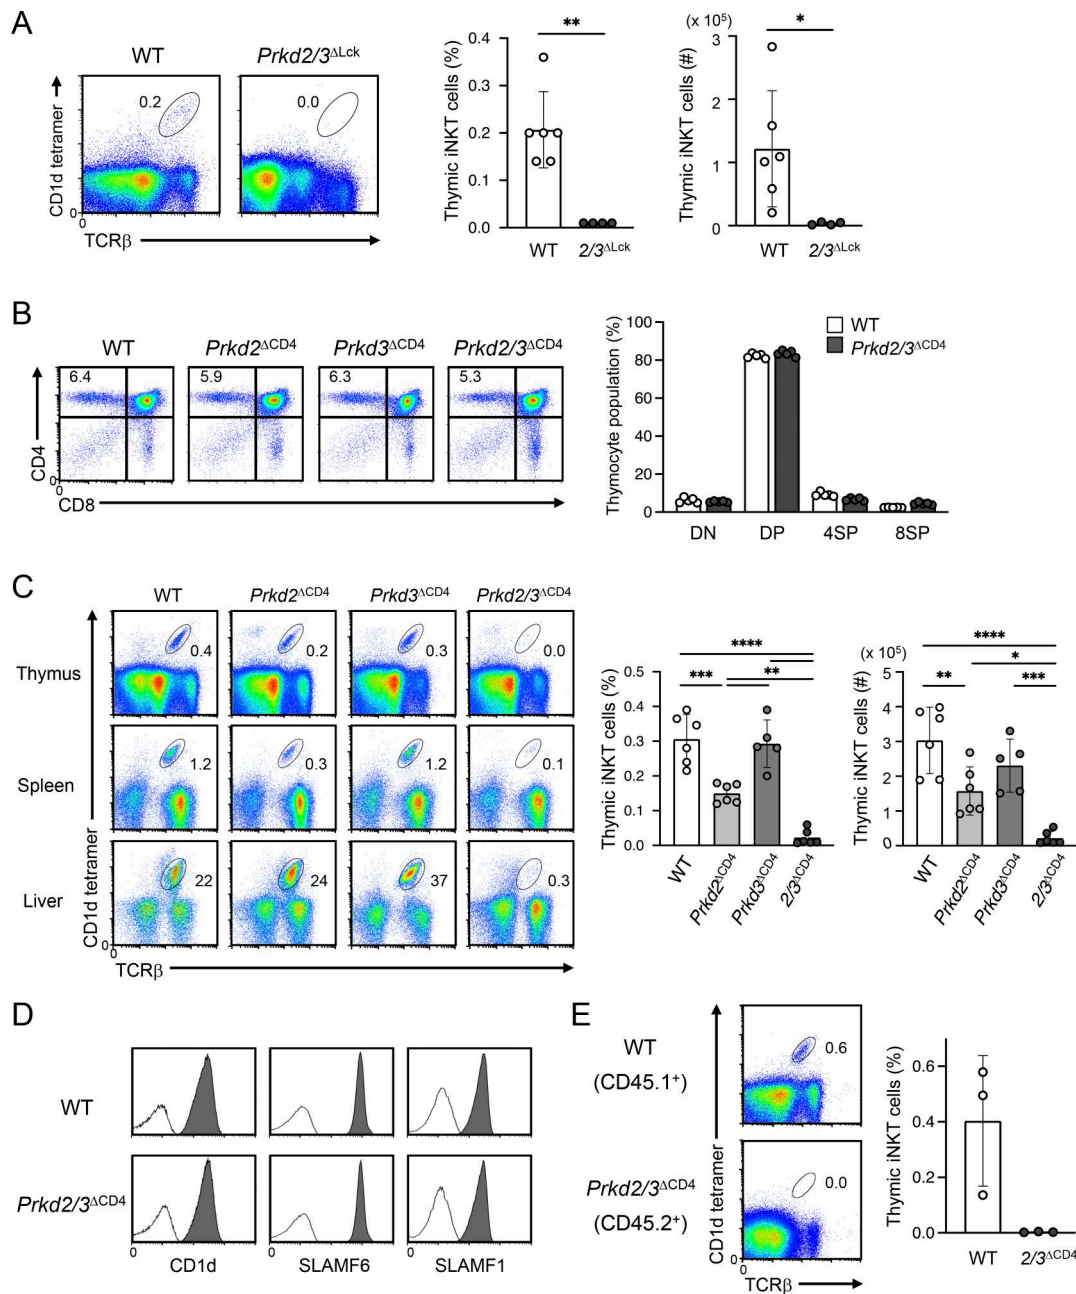 A
WT
Prkd2/3ΔLck
CD1d tetramer
0.2
0.0
0
0
TCRβ
Thymic iNKT cells (%)
0.4
0.3
0.2
0.1
0.0
**
WT
2/3ΔLck
(x 10⁵)
Thymic iNKT cells (#)
3
2
1
0
*
WT
2/3ΔLck
B
WT
Prkd2ΔCD4
Prkd3ΔCD4
Prkd2/3ΔCD4
6.4
5.9
6.3
5.3
CD4
0
0
0
0
0
CD8
Thymocyte population (%)
100
80
60
40
20
0
WT
Prkd2/3ΔCD4
DN
DP
4SP
8SP
C
WT
Prkd2ΔCD4
Prkd3ΔCD4
Prkd2/3ΔCD4
Thymus
0.4
0.2
0.3
0.0
Spleen
1.2
0.3
1.2
0.1
Liver
22
24
37
0.3
CD1d tetramer
0
0
TCRβ
Thymic iNKT cells (%)
0.5
0.4
0.3
0.2
0.1
0.0
****
***
**
WT
Prkd2ΔCD4
Prkd3ΔCD4
2/3ΔCD4
(x 10⁵)
Thymic iNKT cells (#)
5
4
3
2
1
0
****
*
**
***
WT
Prkd2ΔCD4
Prkd3ΔCD4
2/3ΔCD4
D
WT
Prkd2/3ΔCD4
0
0
0
CD1d
SLAMF6
SLAMF1
E
WT
(CD45.1⁺)
0.6
Prkd2/3ΔCD4
(CD45.2⁺)
0.0
CD1d tetramer
0
0
TCRβ
Thymic iNKT cells (%)
0.6
0.4
0.2
0.0
WT
2/3ΔCD4